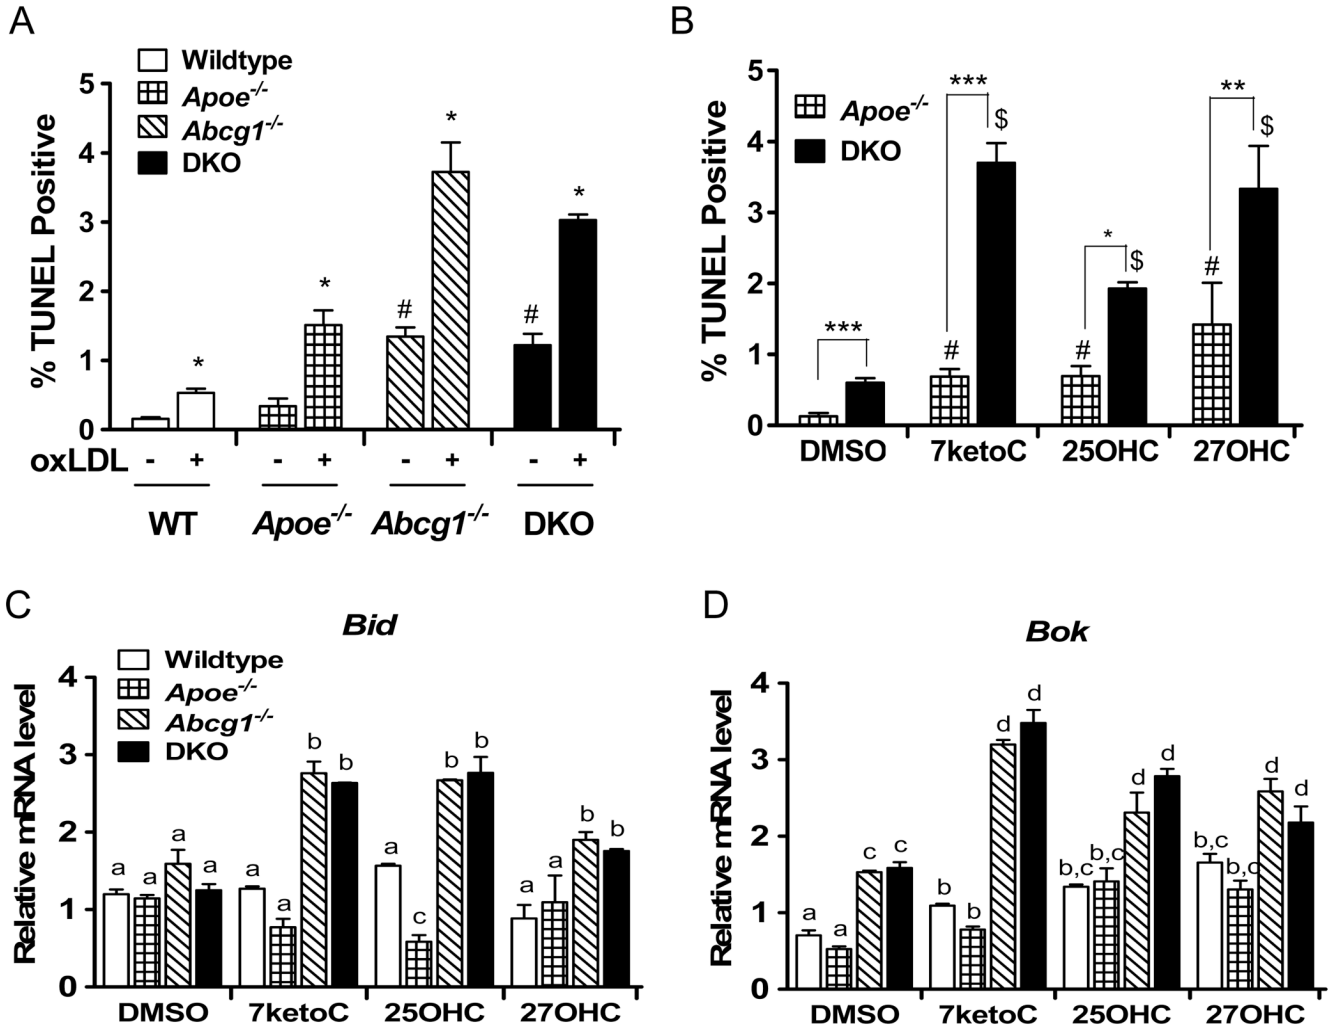 A
Wildtype
Apoe-/-
Abcg1-/-
DKO
% TUNEL Positive
5
4
3
2
1
0
*
*
#
*
#
*
oxLDL - + - + - + - +
WT Apoe-/- Abcg1-/- DKO
B
Apoe-/-
DKO
% TUNEL Positive
5
4
3
2
1
0
***
***
#
$
*
#
$
**
#
$
DMSO 7ketoC 25OHC 27OHC
C
Bid
Wildtype
Apoe-/-
Abcg1-/-
DKO
Relative mRNA level
4
3
2
1
0
a a a a
a a b b
a c b b
a a b b
DMSO 7ketoC 25OHC 27OHC
D
Bok
Relative mRNA level
4
3
2
1
0
a a c c
b b d d
b,c b,c d d
b,c b,c d d
DMSO 7ketoC 25OHC 27OHC